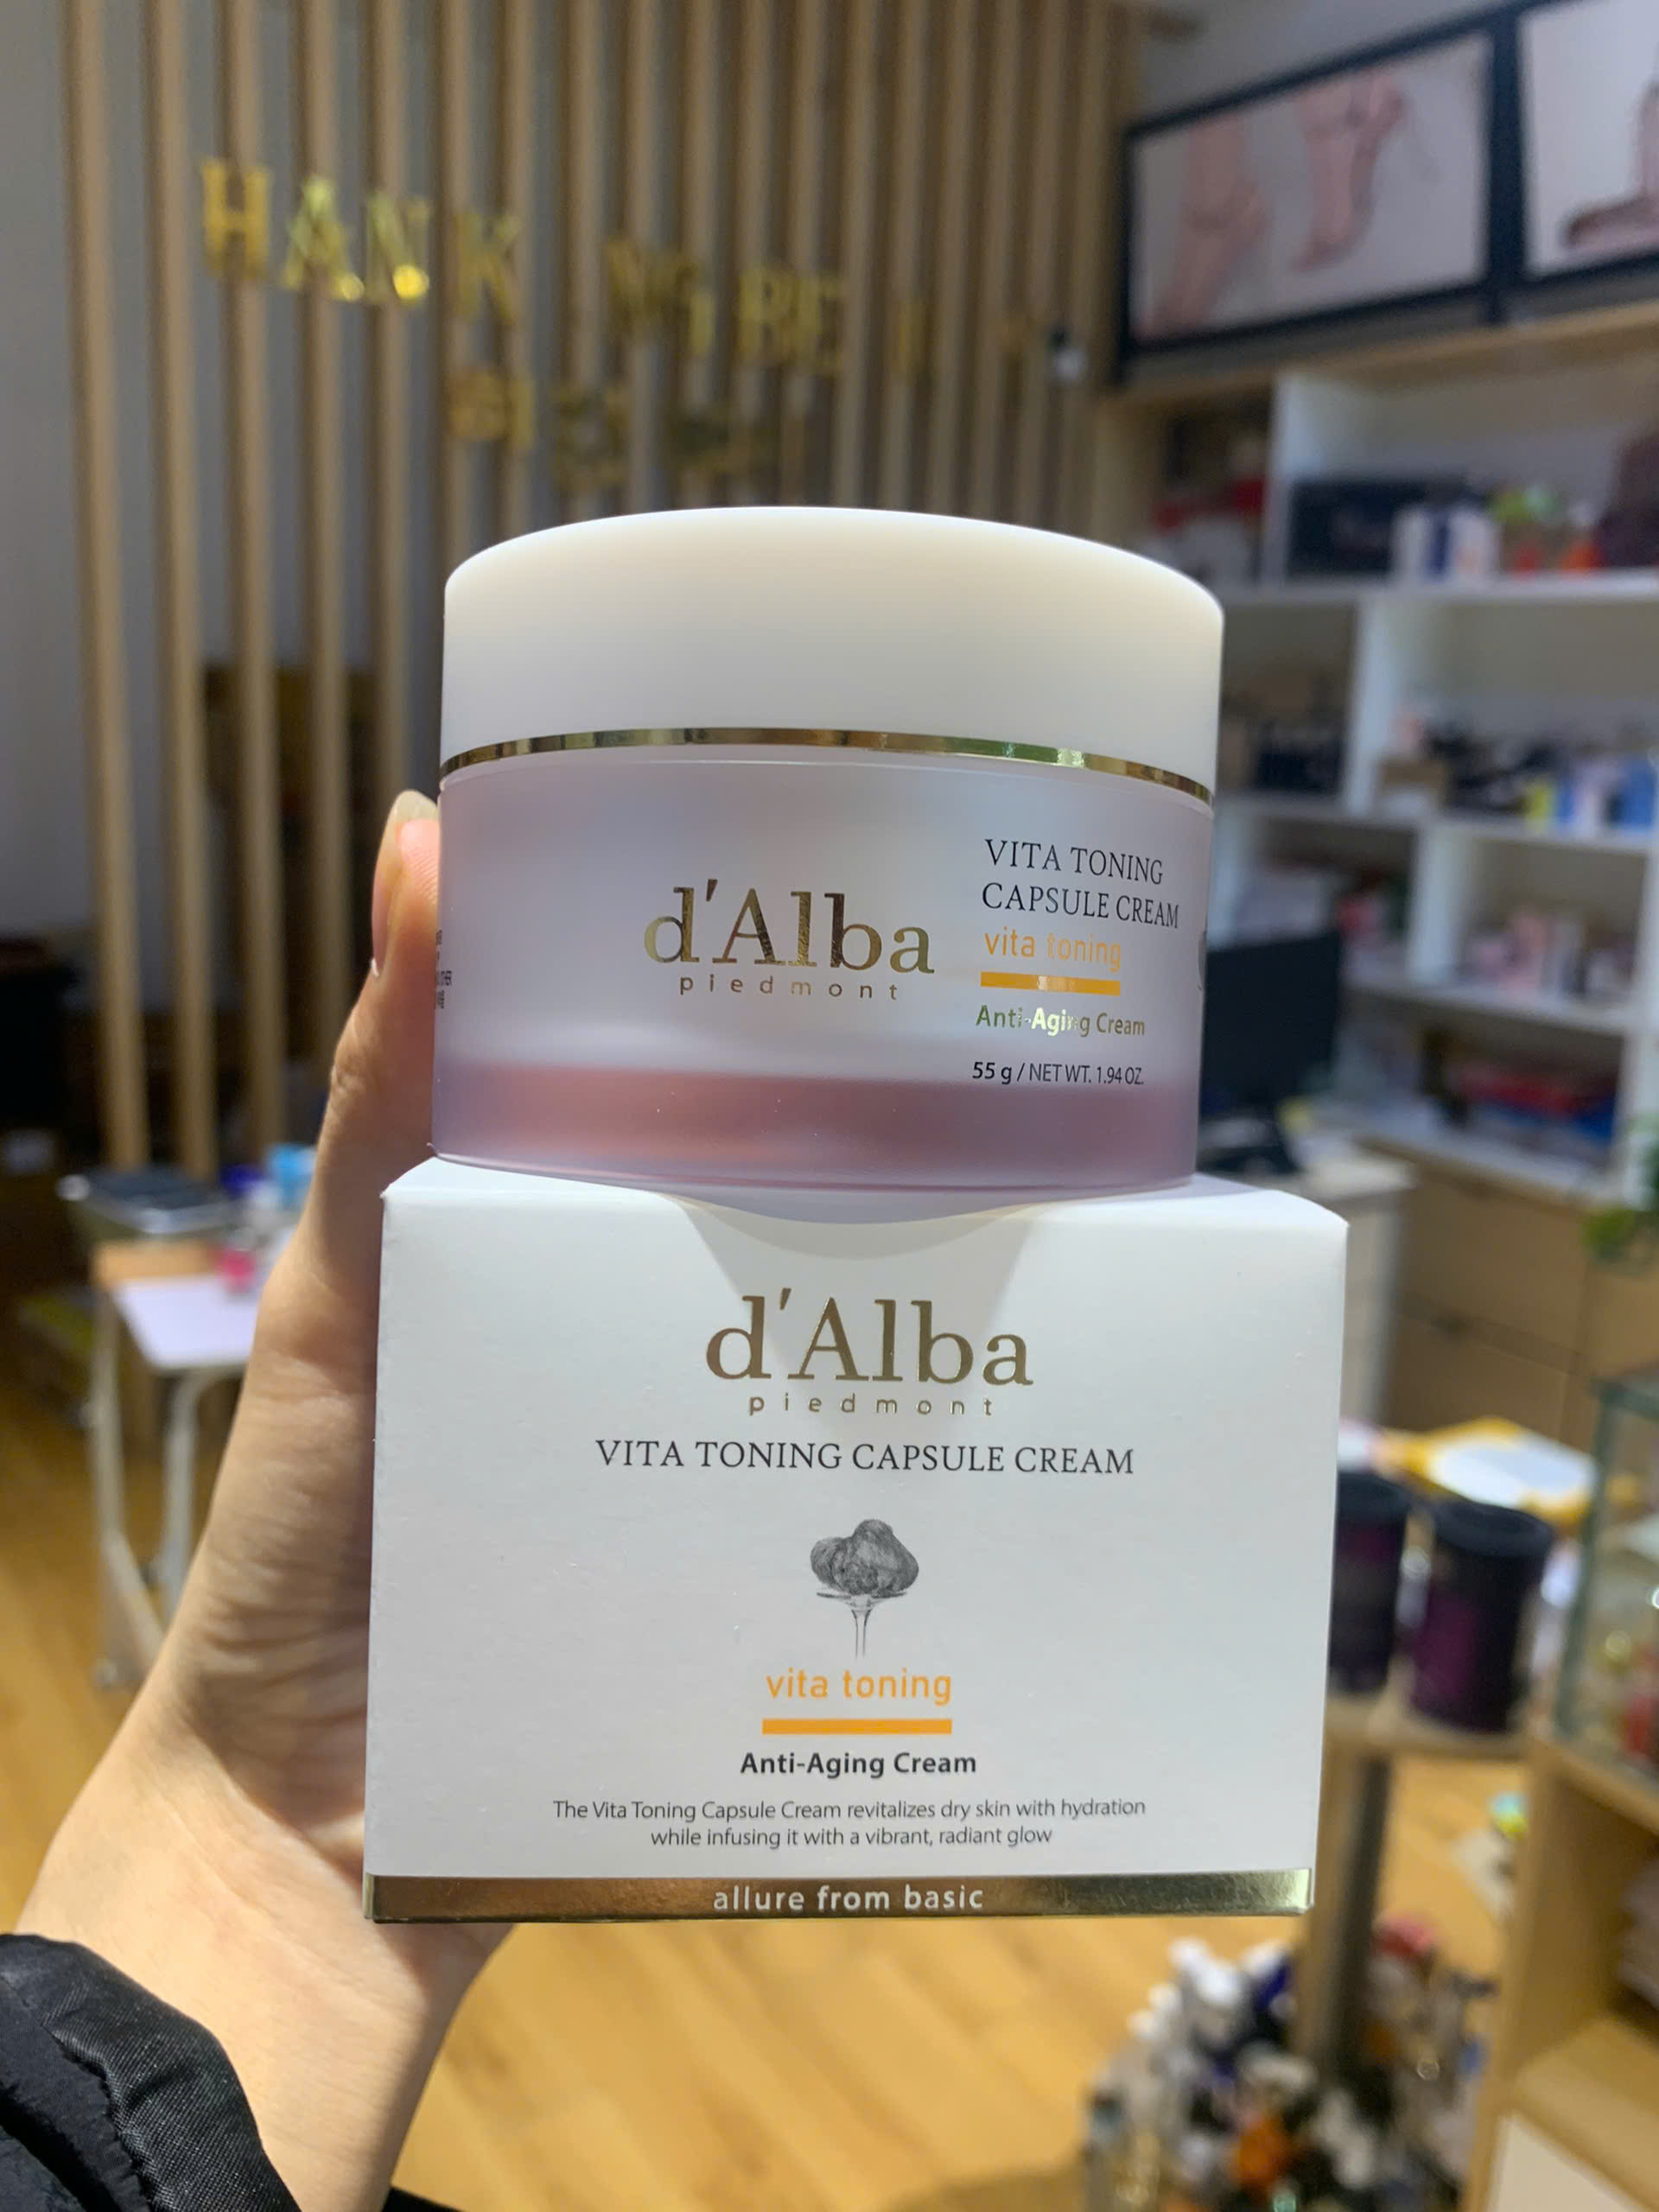 HAN K
d'Alba
piedmont
VITA TONING
CAPSULE CREAM
vita toning
Anti-Aging Cream
55 g / NET WT. 1.94 OZ.
d'Alba
piedmont
VITA TONING CAPSULE CREAM
vita toning
Anti-Aging Cream
The Vita Toning Capsule Cream revitalizes dry skin with hydration
while infusing it with a vibrant, radiant glow
allure from basic